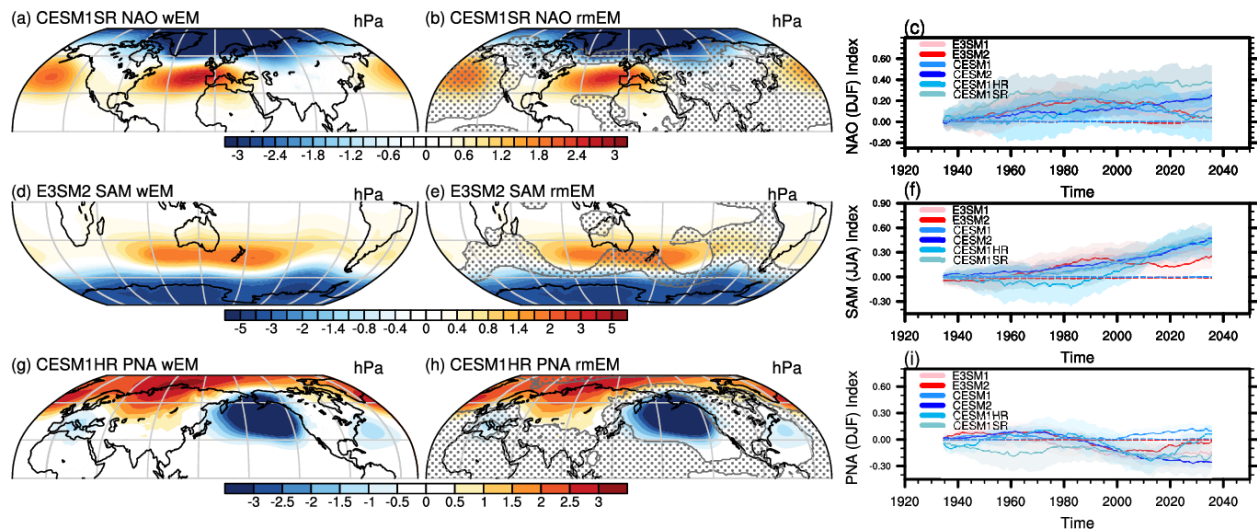 (a) CESM1SR NAO wEM hPa
(b) CESM1SR NAO rmEM hPa
-3 -2.4 -1.8 -1.2 -0.6 0 0.6 1.2 1.8 2.4 3
(c)
E3SM1
E3SM2
CESM1
CESM2
CESM1HR
CESM1SR
NAO (DJF) Index
0.60
0.40
0.20
0.00
-0.20
1920 1940 1960 1980 2000 2020 2040
Time
(d) E3SM2 SAM wEM hPa
(e) E3SM2 SAM rmEM hPa
-5 -3 -2 -1.4 -0.8 -0.4 0 0.4 0.8 1.4 2 3 5
(f)
E3SM1
E3SM2
CESM1
CESM2
CESM1HR
CESM1SR
SAM (JJA) Index
0.90
0.60
0.30
0.00
-0.30
1920 1940 1960 1980 2000 2020 2040
Time
(g) CESM1HR PNA wEM hPa
(h) CESM1HR PNA rmEM hPa
-3 -2.5 -2 -1.5 -1 -0.5 0 0.5 1 1.5 2 2.5 3
(i)
E3SM1
E3SM2
CESM1
CESM2
CESM1HR
CESM1SR
PNA (DJF) Index
0.60
0.30
0.00
-0.30
1920 1940 1960 1980 2000 2020 2040
Time